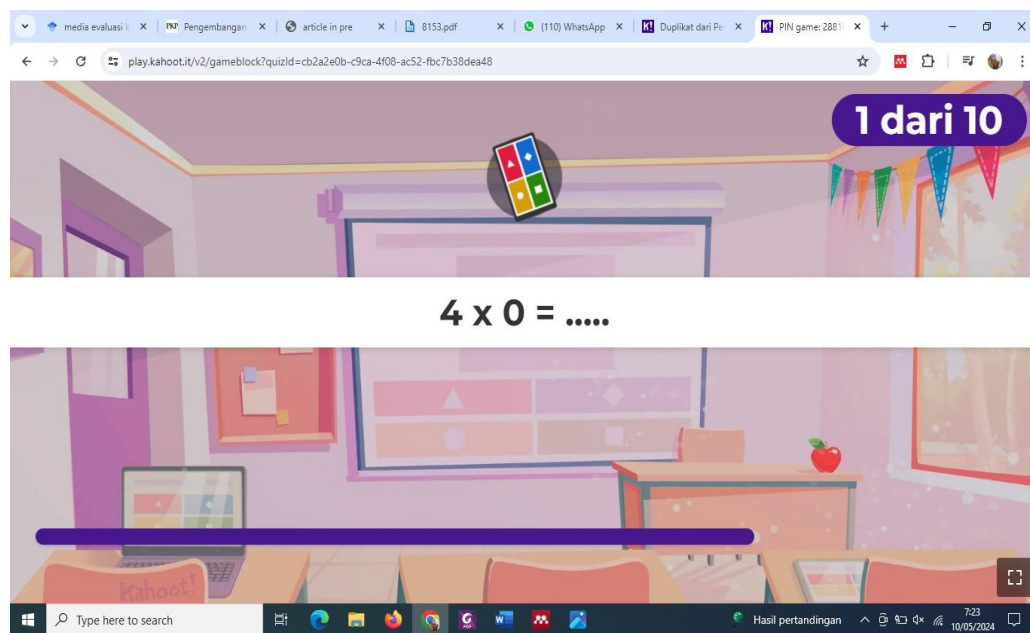 media evaluasi k
PKP Pengembangan
article in pre
8153.pdf
(110) WhatsApp
K! Duplikat dari Pe
K! PIN game: 2881
play.kahoot.it/v2/gameblock?quizId=cb2a2e0b-c9ca-4f08-ac52-fbc7b38dea48
1 dari 10
4 x 0 = .....
Kahoot!
Type here to search
Hasil pertandingan
7:23
10/05/2024